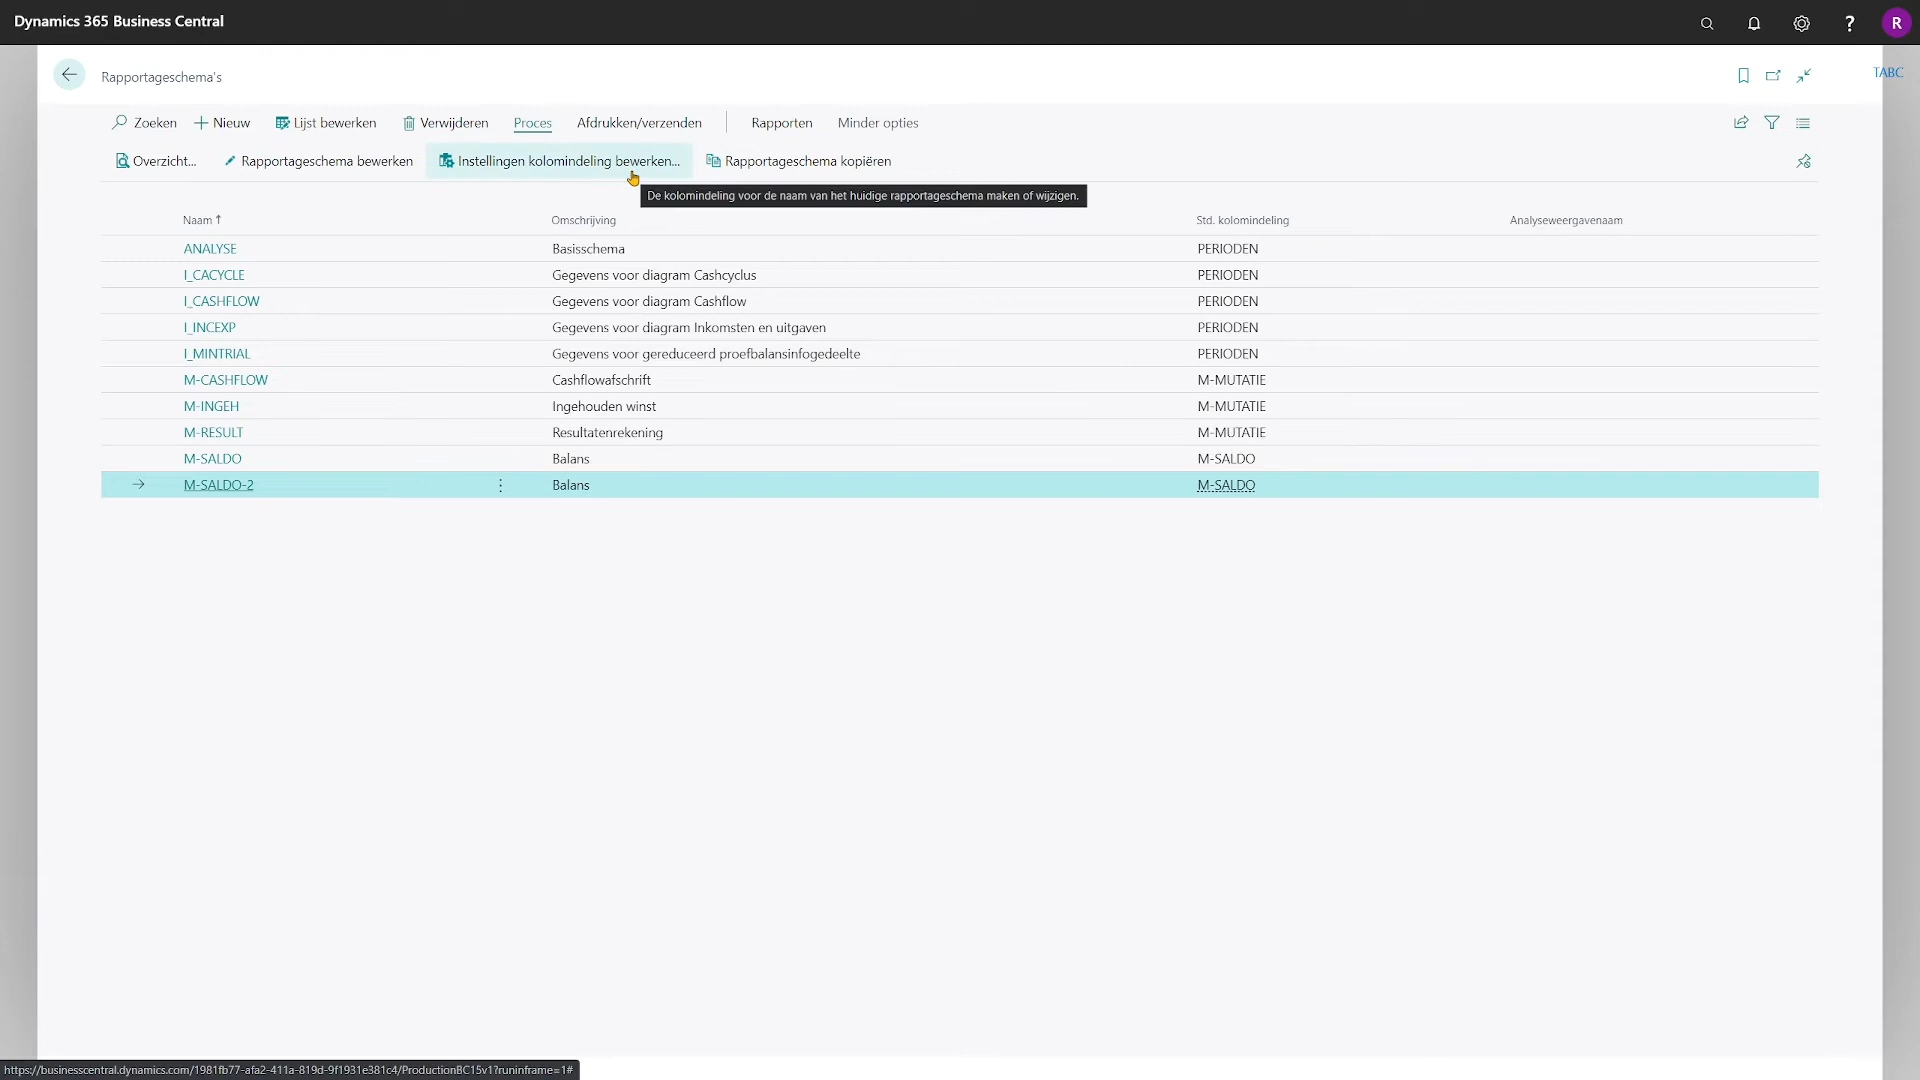 Dynamics 365 Business Central
R
Rapportageschema's
TABC
Zoeken Nieuw Lijst bewerken Verwijderen Proces Afdrukken/verzenden Rapporten Minder opties
Overzicht... Rapportageschema bewerken Instellingen kolomindeling bewerken... Rapportageschema kopiëren
De kolomindeling voor de naam van het huidige rapportageschema maken of wijzigen.
Naam ↑ Omschrijving Std. kolomindeling Analyseweergavenaam
ANALYSE Basisschema PERIODEN
I_CACYCLE Gegevens voor diagram Cashcyclus PERIODEN
I_CASHFLOW Gegevens voor diagram Cashflow PERIODEN
I_INCEXP Gegevens voor diagram Inkomsten en uitgaven PERIODEN
I_MINTRIAL Gegevens voor gereduceerd proefbalansinfogedeelte PERIODEN
M-CASHFLOW Cashflowafschrift M-MUTATIE
M-INGEH Ingehouden winst M-MUTATIE
M-RESULT Resultatenrekening M-MUTATIE
M-SALDO Balans M-SALDO
M-SALDO-2 Balans M-SALDO
https://businesscentral.dynamics.com/1981fb77-afa2-411a-819d-9f1931e381c4/ProductionBC15v1?runinframe=1#